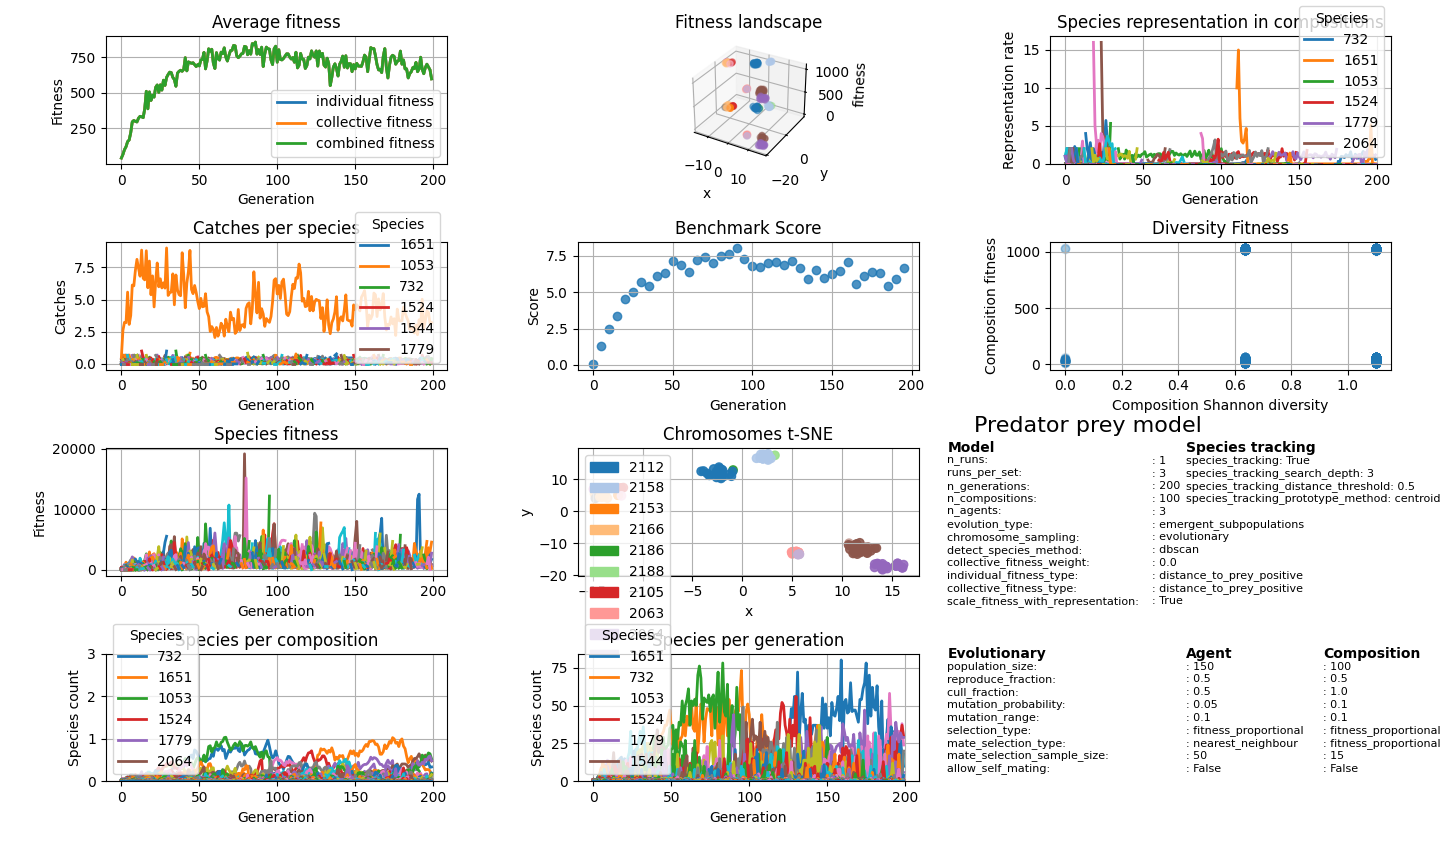 Average fitness
Fitness
750
500
250
individual fitness
collective fitness
combined fitness
0 50 100 150 200
Generation
Fitness landscape
1000
500
0
fitness
−10 0 10
x
−20 0
y
Species representation in com
Representation rate
15
10
5
0
Species
732
1651
1053
1524
1779
2064
0 50 100 150 200
Generation
Catches per species
Catches
7.5
5.0
2.5
0.0
Species
1651
1053
732
1524
1544
1779
0 50 100 150 200
Generation
Benchmark Score
Score
7.5
5.0
2.5
0.0
0 50 100 150 200
Generation
Diversity Fitness
Composition fitness
1000
500
0
0.0 0.2 0.4 0.6 0.8 1.0
Composition Shannon diversity
Species fitness
Fitness
20000
10000
0
0 50 100 150 200
Generation
Chromosomes t-SNE
y
10
0
−10
−20
2112
2158
2153
2166
2186
2188
2105
2063
−5 0 5 10 15
x
Predator prey model
Model
n_runs: : 1
runs_per_set: : 3
n_generations: : 200
n_compositions: : 100
n_agents: : 3
evolution_type: : emergent_subpopulations
chromosome_sampling: : evolutionary
detect_species_method: : dbscan
collective_fitness_weight: : 0.0
individual_fitness_type: : distance_to_prey_positive
collective_fitness_type: : distance_to_prey_positive
scale_fitness_with_representation: : True
Species tracking
species_tracking: True
species_tracking_search_depth: 3
species_tracking_distance_threshold: 0.5
species_tracking_prototype_method: centroid
Species per composition
Species count
3
2
1
0
Species
732
1651
1053
1524
1779
2064
0 50 100 150 200
Generation
Species per generation
Species count
75
50
25
0
Species
1651
732
1053
1524
1779
1544
0 50 100 150 200
Generation
Evolutionary Agent Composition
population_size: : 150 : 100
reproduce_fraction: : 0.5 : 0.5
cull_fraction: : 0.5 : 1.0
mutation_probability: : 0.05 : 0.1
mutation_range: : 0.1 : 0.1
selection_type: : fitness_proportional : fitness_proportional
mate_selection_type: : nearest_neighbour : fitness_proportional
mate_selection_sample_size: : 50 : 15
allow_self_mating: : False : False